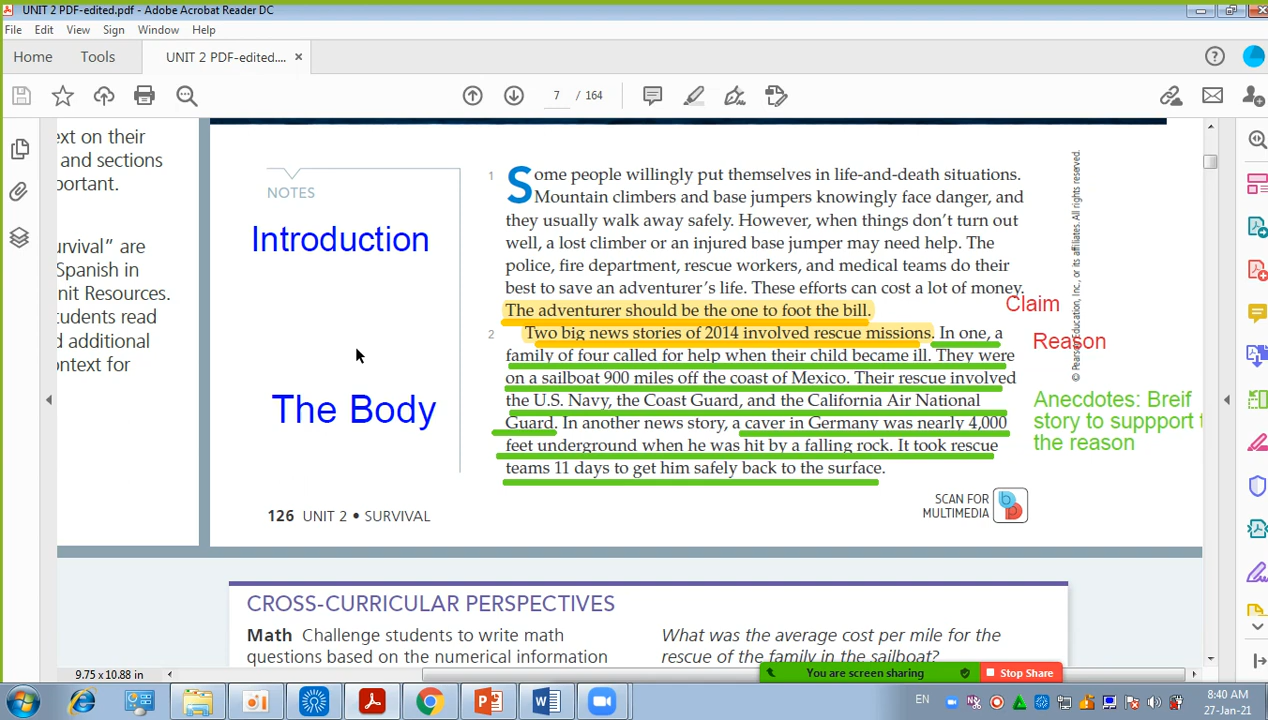 UNIT 2 PDF-edited.pdf - Adobe Acrobat Reader DC
File Edit View Sign Window Help
Home Tools UNIT 2 PDF-edited.... ×
7 / 164
ext on their
and sections
portant.
urvival” are
Spanish in
nit Resources.
tudents read
d additional
ontext for
NOTES
Introduction
The Body
1
Some people willingly put themselves in life-and-death situations.
Mountain climbers and base jumpers knowingly face danger, and
they usually walk away safely. However, when things don’t turn out
well, a lost climber or an injured base jumper may need help. The
police, fire department, rescue workers, and medical teams do their
best to save an adventurer’s life. These efforts can cost a lot of money.
The adventurer should be the one to foot the bill.
2
Two big news stories of 2014 involved rescue missions. In one, a
family of four called for help when their child became ill. They were
on a sailboat 900 miles off the coast of Mexico. Their rescue involved
the U.S. Navy, the Coast Guard, and the California Air National
Guard. In another news story, a caver in Germany was nearly 4,000
feet underground when he was hit by a falling rock. It took rescue
teams 11 days to get him safely back to the surface.
Claim
Reason
Anecdotes: Breif
story to suppport t
the reason
© Pearson Education, Inc., or its affiliates. All rights reserved.
SCAN FOR
MULTIMEDIA
126 UNIT 2 • SURVIVAL
CROSS-CURRICULAR PERSPECTIVES
Math Challenge students to write math
questions based on the numerical information
What was the average cost per mile for the
rescue of the family in the sailboat?
9.75 x 10.88 in
You are screen sharing
Stop Share
EN
8:40 AM
27-Jan-21